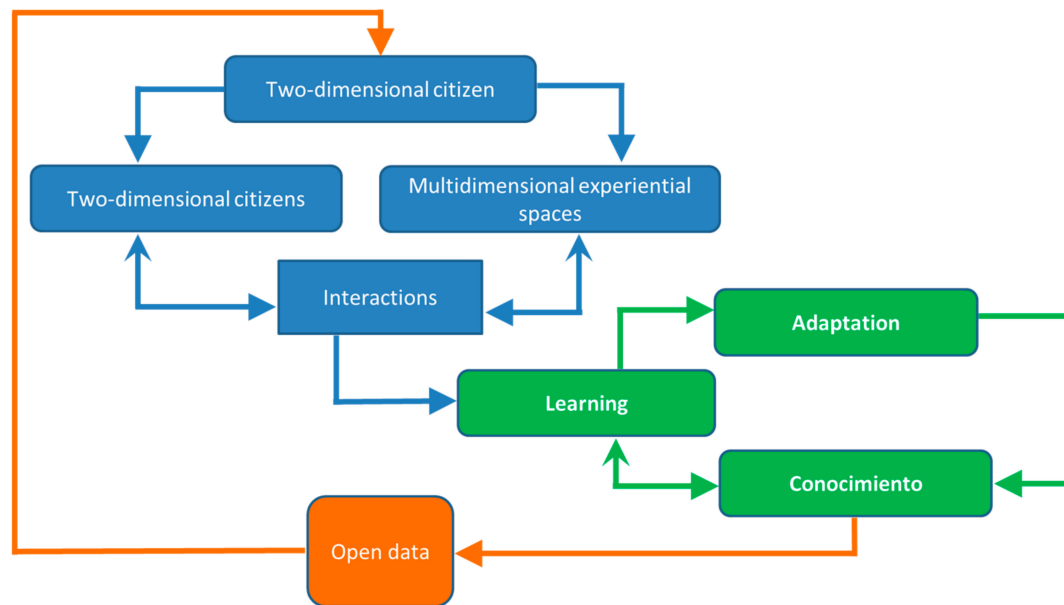 Two-dimensional citizen
Two-dimensional citizens
Multidimensional experiential
spaces
Interactions
Adaptation
Learning
Conocimiento
Open data